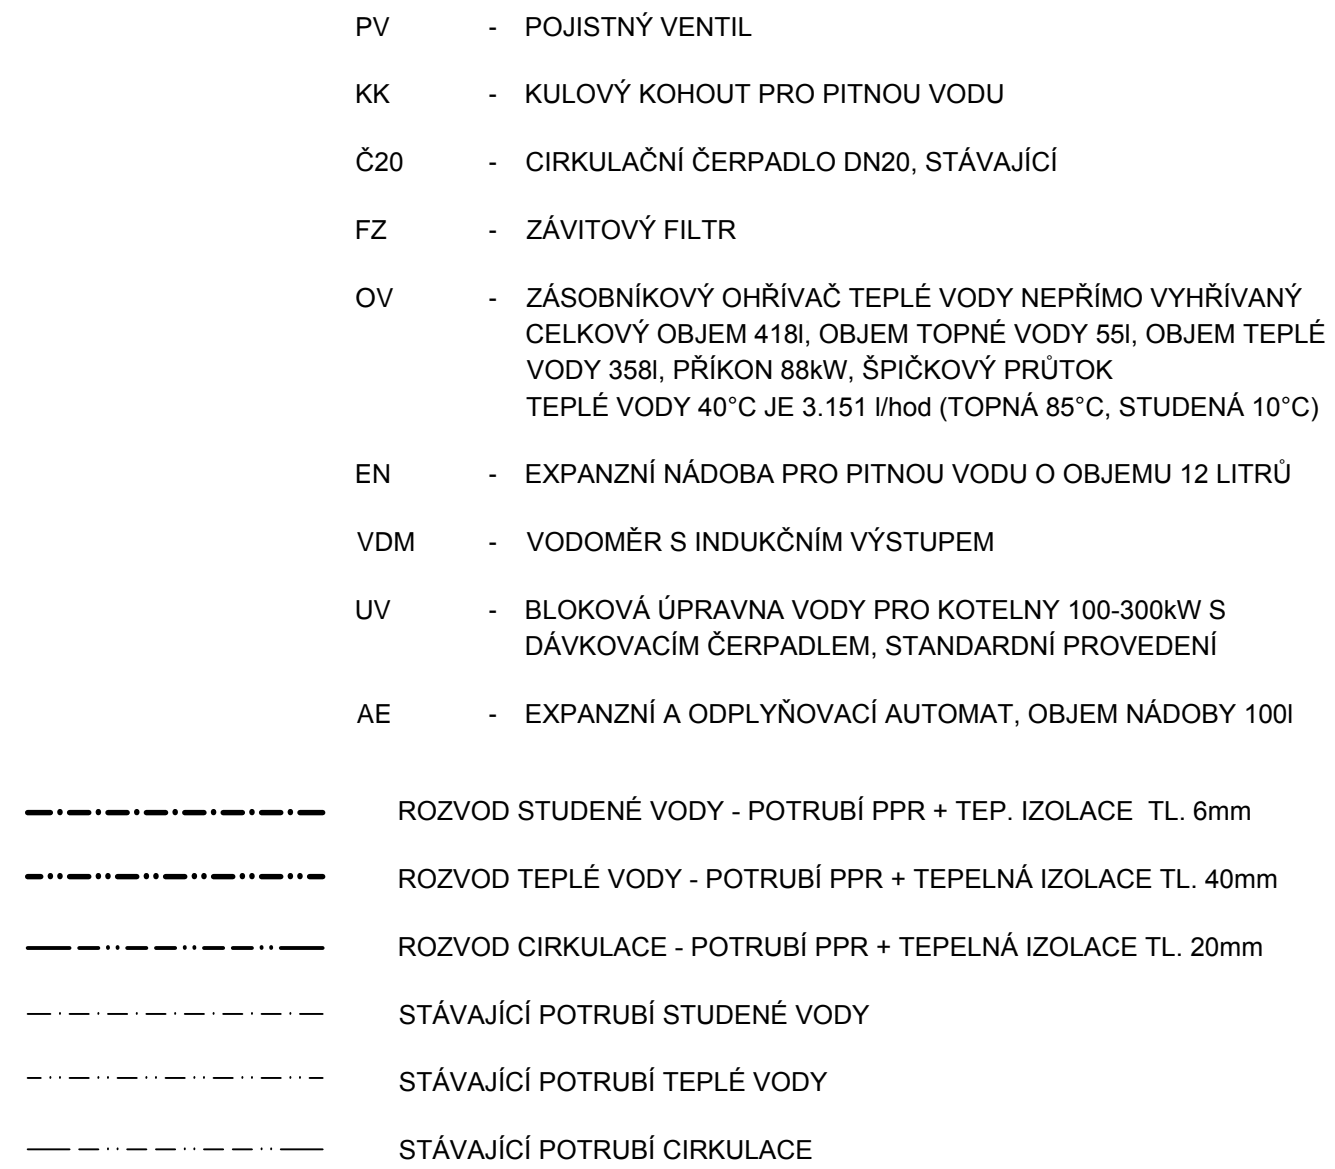 PV - POJISTNÝ VENTIL
KK - KULOVÝ KOHOUT PRO PITNOU VODU
Č20 - CIRKULAČNÍ ČERPADLO DN20, STÁVAJÍCÍ
FZ - ZÁVITOVÝ FILTR
OV - ZÁSOBNÍKOVÝ OHŘÍVAČ TEPLÉ VODY NEPŘÍMO VYHŘÍVANÝ
CELKOVÝ OBJEM 418l, OBJEM TOPNÉ VODY 55l, OBJEM TEPLÉ
VODY 358l, PŘÍKON 88kW, ŠPIČKOVÝ PRŮTOK
TEPLÉ VODY 40°C JE 3.151 l/hod (TOPNÁ 85°C, STUDENÁ 10°C)
EN - EXPANZNÍ NÁDOBA PRO PITNOU VODU O OBJEMU 12 LITRŮ
VDM - VODOMĚR S INDUKČNÍM VÝSTUPEM
UV - BLOKOVÁ ÚPRAVNA VODY PRO KOTELNY 100-300kW S
DÁVKOVACÍM ČERPADLEM, STANDARDNÍ PROVEDENÍ
AE - EXPANZNÍ A ODPLYŇOVACÍ AUTOMAT, OBJEM NÁDOBY 100l
ROZVOD STUDENÉ VODY - POTRUBÍ PPR + TEP. IZOLACE TL. 6mm
ROZVOD TEPLÉ VODY - POTRUBÍ PPR + TEPELNÁ IZOLACE TL. 40mm
ROZVOD CIRKULACE - POTRUBÍ PPR + TEPELNÁ IZOLACE TL. 20mm
STÁVAJÍCÍ POTRUBÍ STUDENÉ VODY
STÁVAJÍCÍ POTRUBÍ TEPLÉ VODY
STÁVAJÍCÍ POTRUBÍ CIRKULACE